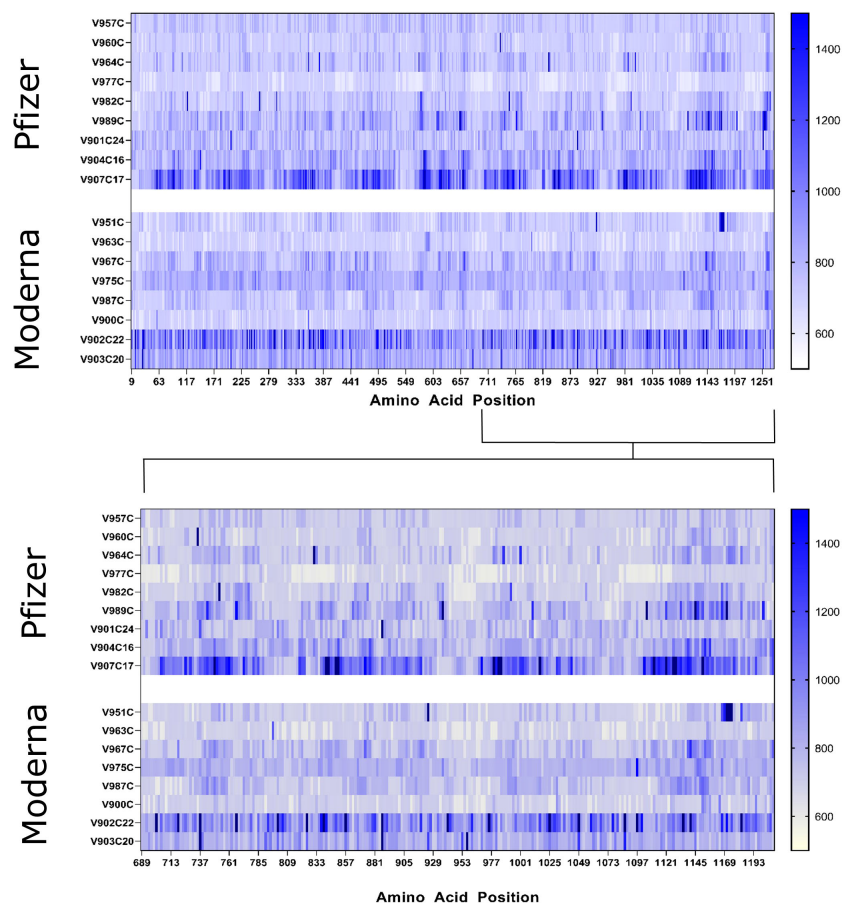 Pfizer
V957C
V960C
V964C
V977C
V982C
V989C
V901C24
V904C16
V907C17
Moderna
V951C
V963C
V967C
V975C
V987C
V900C
V902C22
V903C20
9 63 117 171 225 279 333 387 441 495 549 603 657 711 765 819 873 927 981 1035 1089 1143 1197 1251
Amino Acid Position
1400
1200
1000
800
600
Pfizer
V957C
V960C
V964C
V977C
V982C
V989C
V901C24
V904C16
V907C17
Moderna
V951C
V963C
V967C
V975C
V987C
V900C
V902C22
V903C20
689 713 737 761 785 809 833 857 881 905 929 953 977 1001 1025 1049 1073 1097 1121 1145 1169 1193
Amino Acid Position
1400
1200
1000
800
600